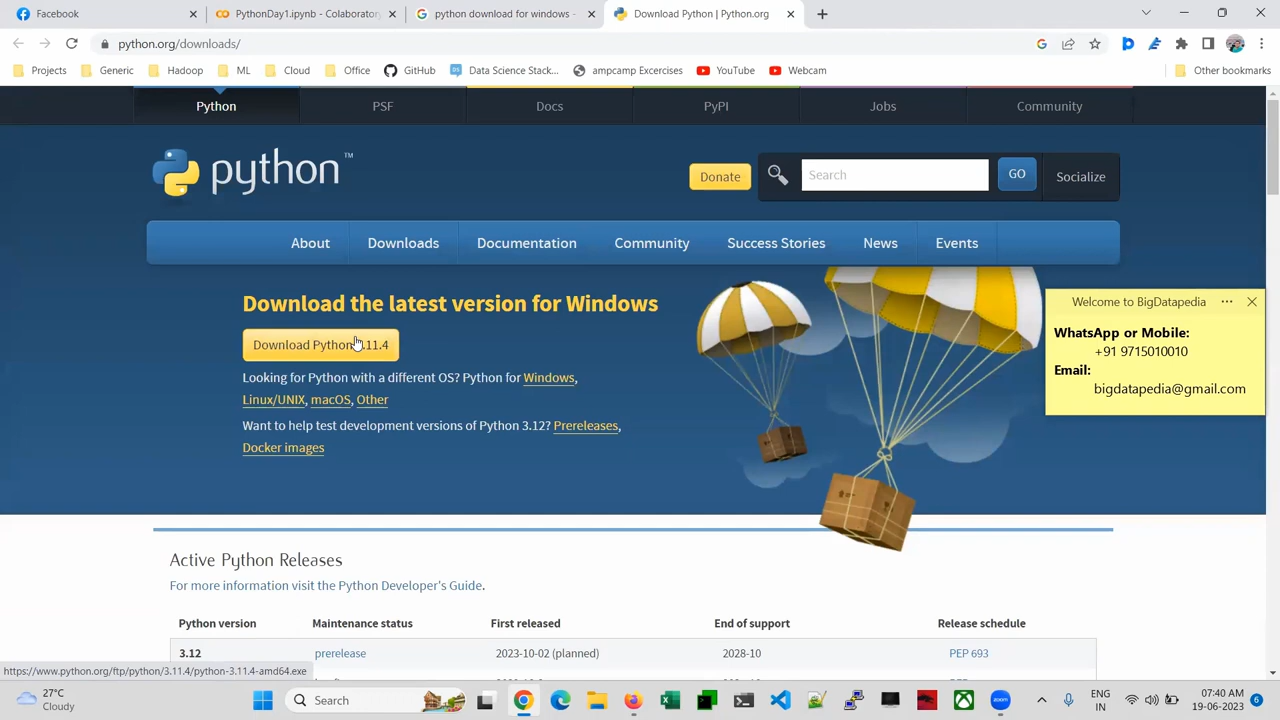 Facebook
PythonDay1.ipynb - Colaborator
python download for windows -
Download Python | Python.org
python.org/downloads/
Projects
Generic
Hadoop
ML
Cloud
Office
GitHub
Data Science Stack...
ampcamp Excercises
YouTube
Webcam
Other bookmarks
Python
PSF
Docs
PyPI
Jobs
Community
python™
Donate
Search
GO
Socialize
About
Downloads
Documentation
Community
Success Stories
News
Events
Download the latest version for Windows
Download Python 3.11.4
Looking for Python with a different OS? Python for Windows,
Linux/UNIX, macOS, Other
Want to help test development versions of Python 3.12? Prereleases,
Docker images
Welcome to BigDatapedia
WhatsApp or Mobile:
+91 9715010010
Email:
bigdatapedia@gmail.com
Active Python Releases
For more information visit the Python Developer's Guide.
Python version
Maintenance status
First released
End of support
Release schedule
3.12
prerelease
2023-10-02 (planned)
2028-10
PEP 693
https://www.python.org/ftp/python/3.11.4/python-3.11.4-amd64.exe
27°C
Cloudy
Search
ENG
IN
07:40 AM
19-06-2023
6